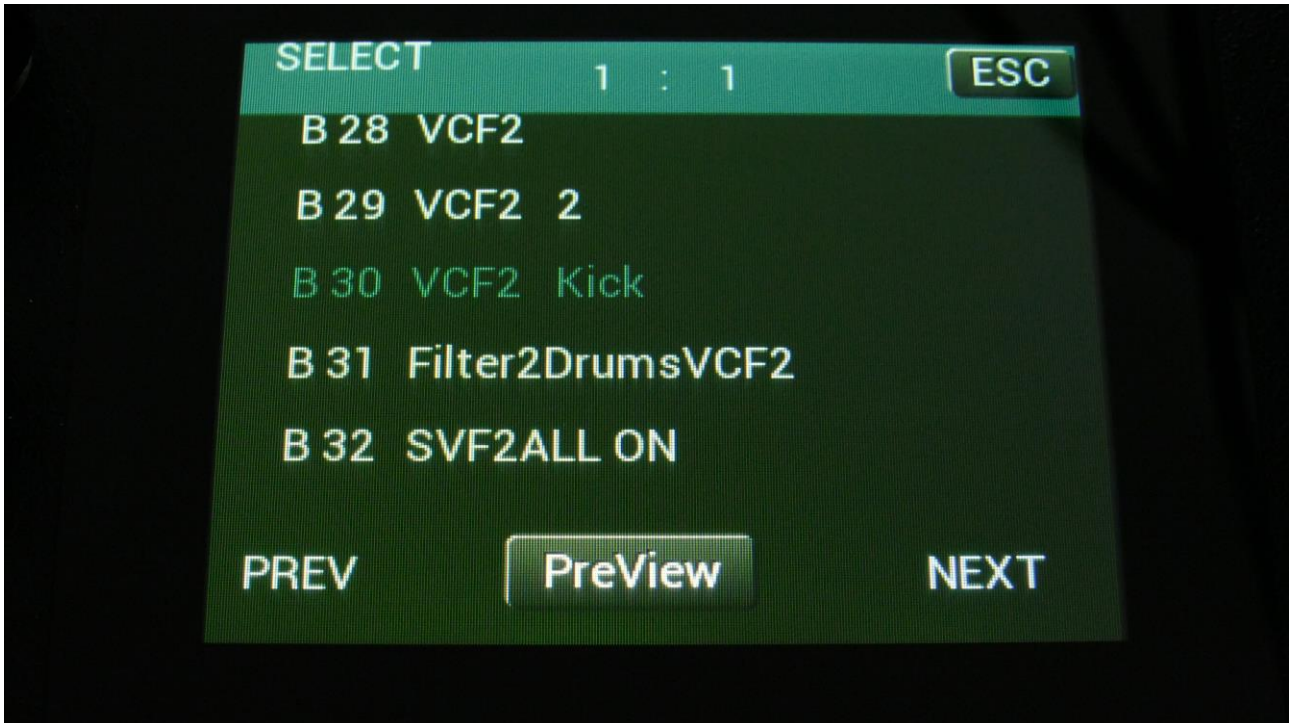 SELECT 1 : 1 ESC
B 28 VCF2
B 29 VCF2 2
B 30 VCF2 Kick
B 31 Filter2DrumsVCF2
B 32 SVF2ALL ON
PREV PreView NEXT